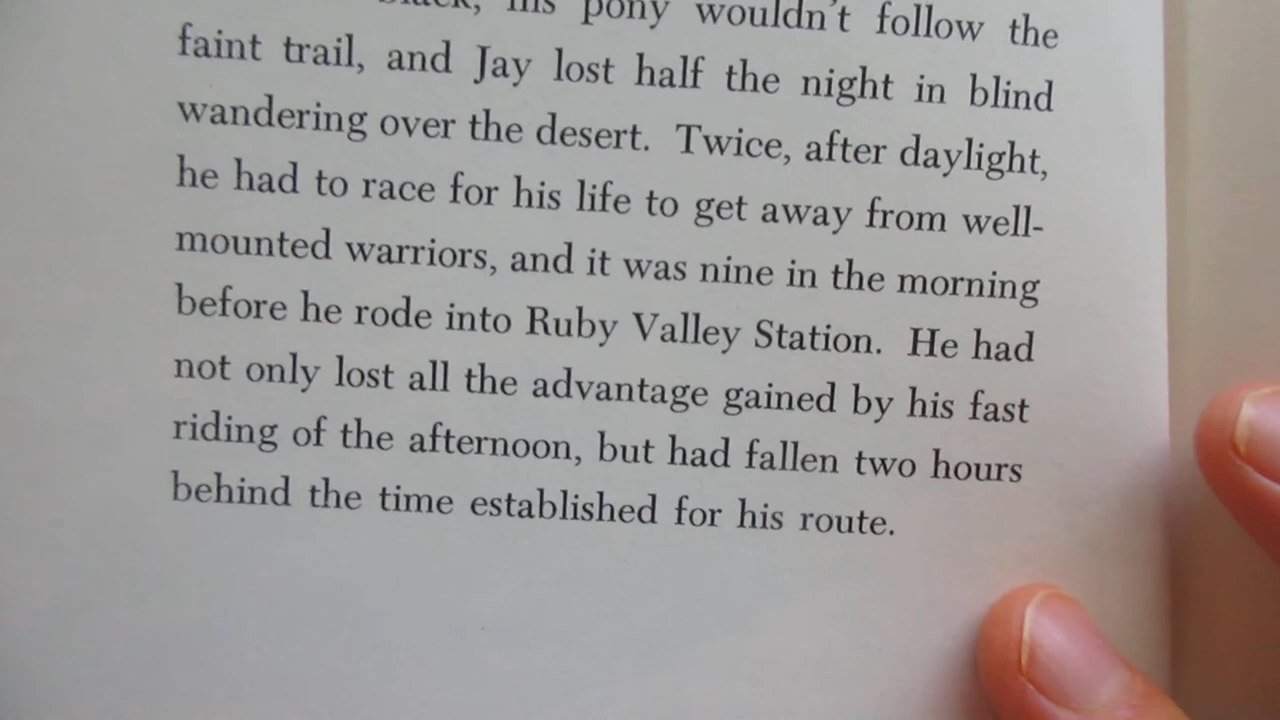 black, his pony wouldn't follow the
faint trail, and Jay lost half the night in blind
wandering over the desert. Twice, after daylight,
he had to race for his life to get away from well-
mounted warriors, and it was nine in the morning
before he rode into Ruby Valley Station. He had
not only lost all the advantage gained by his fast
riding of the afternoon, but had fallen two hours
behind the time established for his route.